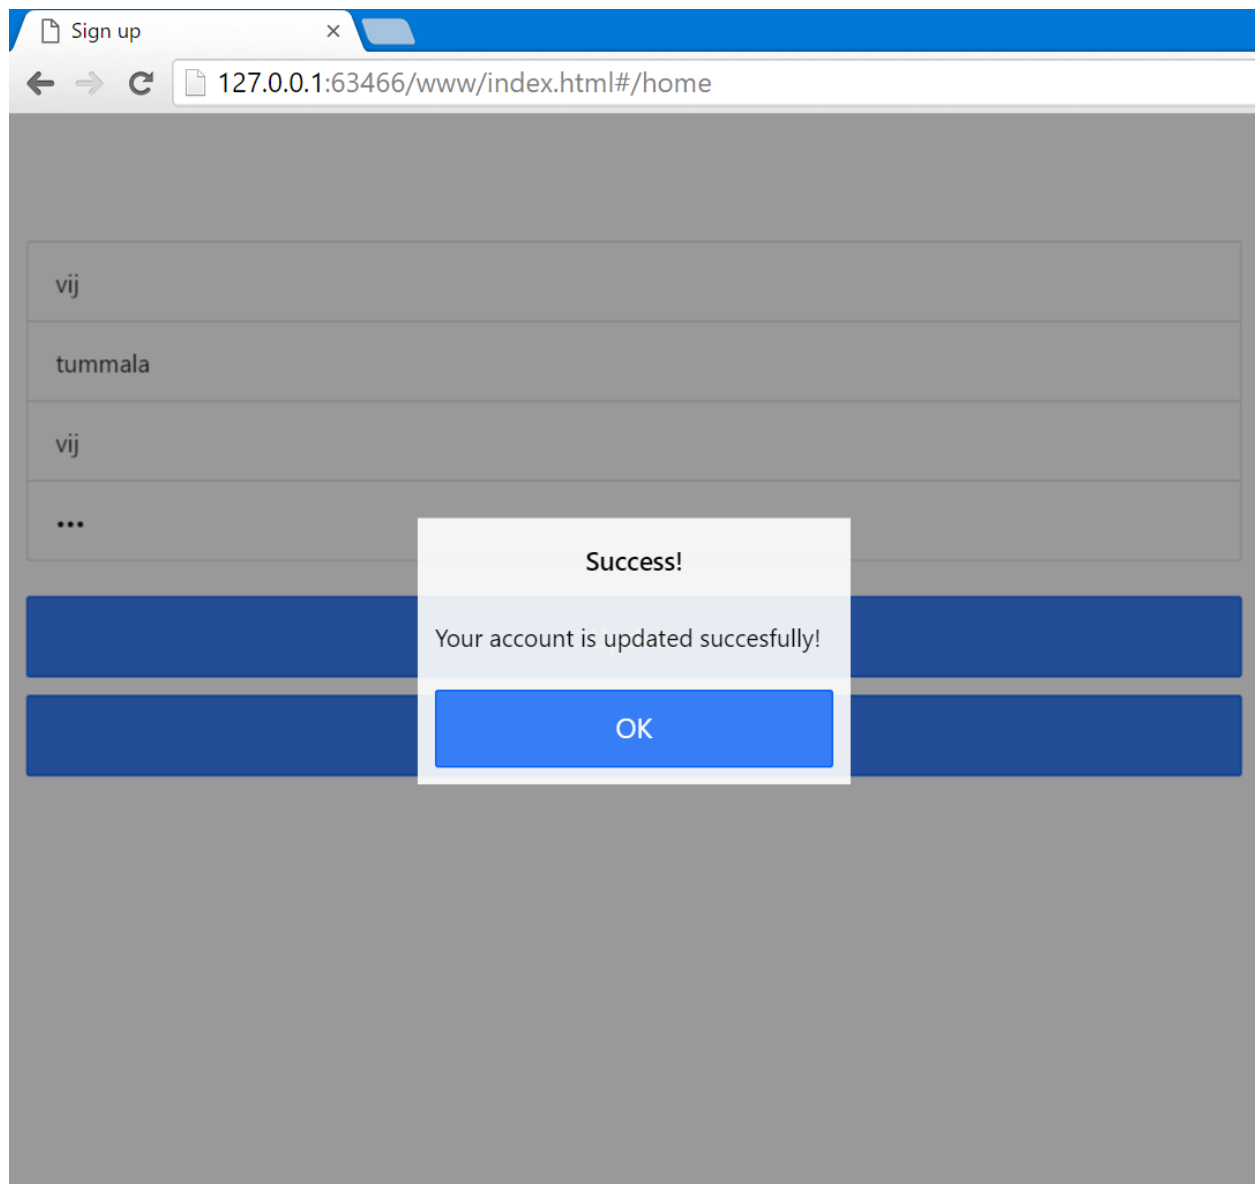 Sign up
127.0.0.1:63466/www/index.html#/home
vij
tummala
vij
•••
Success!
Your account is updated succesfully!
OK